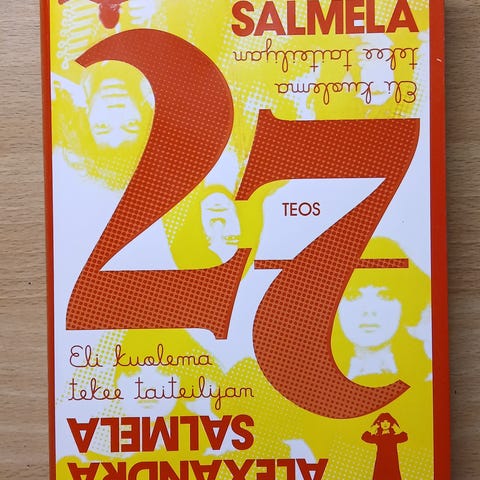 SALMELA
Eli kuolema
tekee taiteilijan
27
TEOS
Eli kuolema
tekee taiteilijan
ALEXANDRA
SALMELA